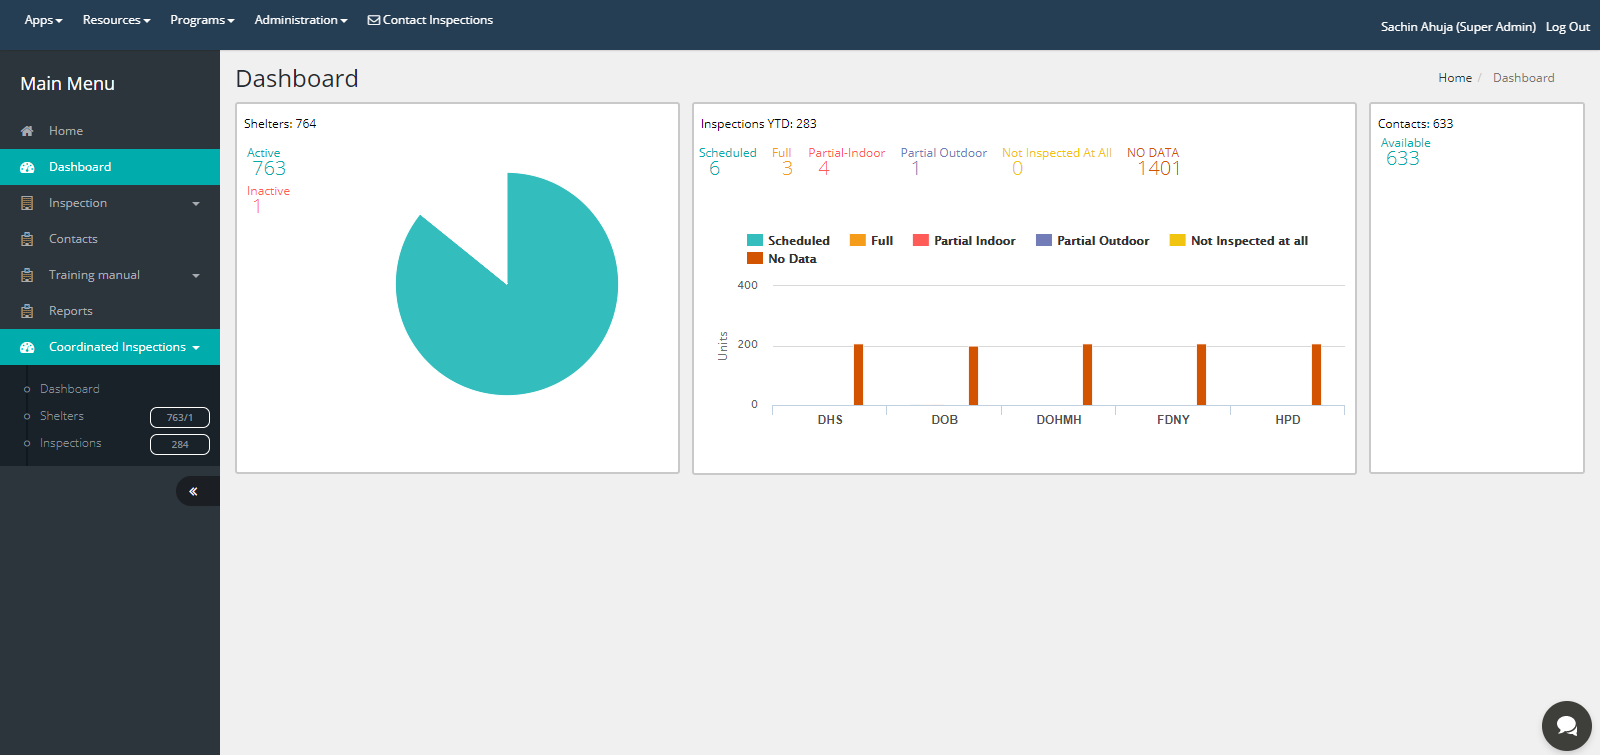 Apps Resources Programs Administration Contact Inspections
Sachin Ahuja (Super Admin) Log Out
Main Menu
Home
Dashboard
Inspection
Contacts
Training manual
Reports
Coordinated Inspections
Dashboard
Shelters 763/1
Inspections 284
Dashboard
Home / Dashboard
Shelters: 764
Active
763
Inactive
1
Inspections YTD: 283
Scheduled Full Partial-Indoor Partial Outdoor Not Inspected At All NO DATA
6 3 4 1 0 1401
Scheduled Full Partial Indoor Partial Outdoor Not Inspected at all
No Data
400
Units
200
0
DHS DOB DOHMH FDNY HPD
Contacts: 633
Available
633